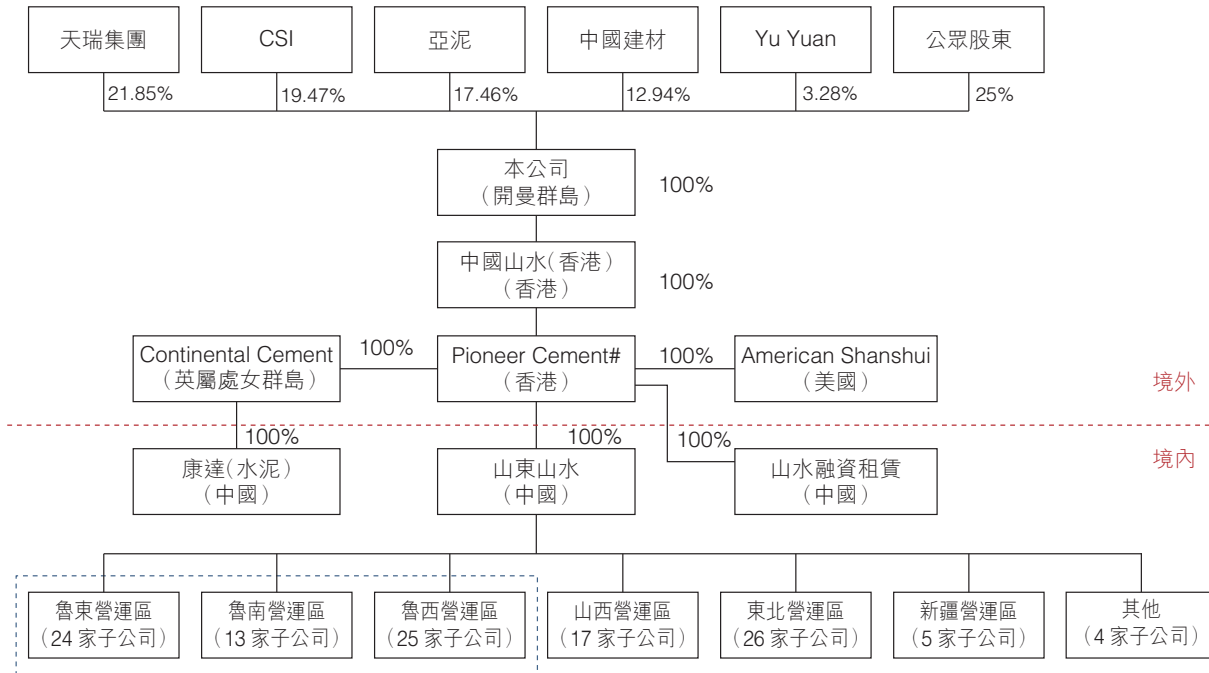 天瑞集團
CSI
亞泥
中國建材
Yu Yuan
公眾股東
21.85%
19.47%
17.46%
12.94%
3.28%
25%
本公司
（開曼群島）
100%
中國山水（香港）
（香港）
100%
Continental Cement
（英屬處女群島）
100%
Pioneer Cement#
（香港）
100%
American Shanshui
（美國）
境外
100%
100%
100%
境內
康達（水泥）
（中國）
山東山水
（中國）
山水融資租賃
（中國）
魯東營運區
（24 家子公司）
魯南營運區
（13 家子公司）
魯西營運區
（25 家子公司）
山西營運區
（17 家子公司）
東北營運區
（26 家子公司）
新疆營運區
（5 家子公司）
其他
（4 家子公司）